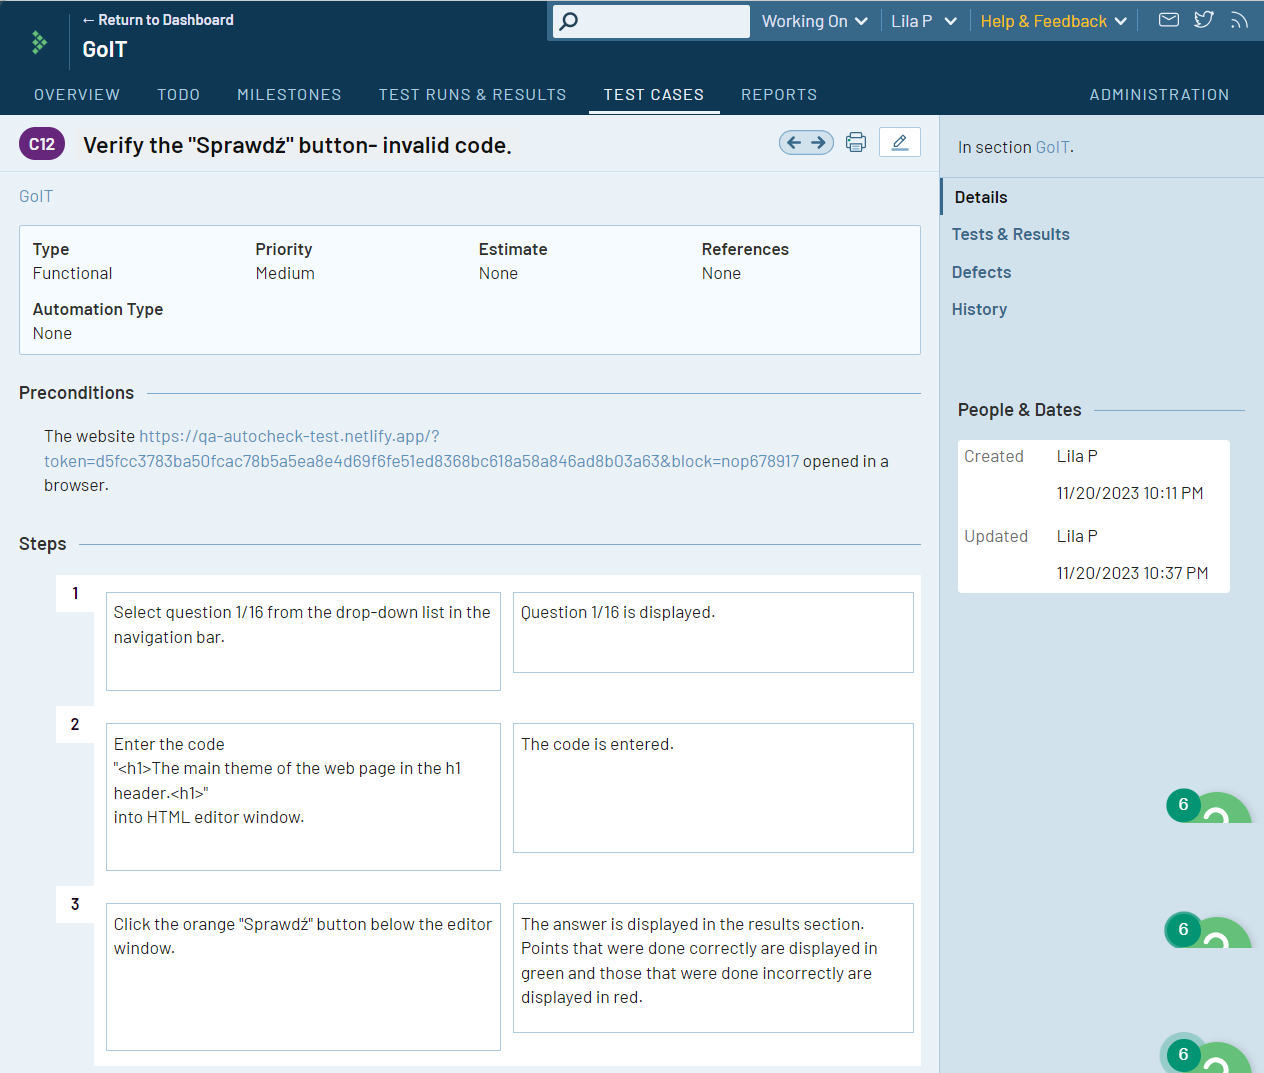 ← Return to Dashboard
GoIT
Working On
Lila P
Help & Feedback
OVERVIEW
TODO
MILESTONES
TEST RUNS & RESULTS
TEST CASES
REPORTS
ADMINISTRATION
C12
Verify the "Sprawdź" button- invalid code.
GoIT
Type
Functional
Priority
Medium
Estimate
None
References
None
Automation Type
None
Preconditions
The website https://qa-autocheck-test.netlify.app/?
token=d5fcc3783ba50fcac78b5a5ea8e4d69f6fe51ed8368bc618a58a846ad8b03a63&block=nop678917 opened in a
browser.
Steps
1
Select question 1/16 from the drop-down list in the
navigation bar.
Question 1/16 is displayed.
2
Enter the code
"<h1>The main theme of the web page in the h1
header.<h1>"
into HTML editor window.
The code is entered.
3
Click the orange "Sprawdź" button below the editor
window.
The answer is displayed in the results section.
Points that were done correctly are displayed in
green and those that were done incorrectly are
displayed in red.
In section GoIT.
Details
Tests & Results
Defects
History
People & Dates
Created
Lila P
11/20/2023 10:11 PM
Updated
Lila P
11/20/2023 10:37 PM
6
6
6